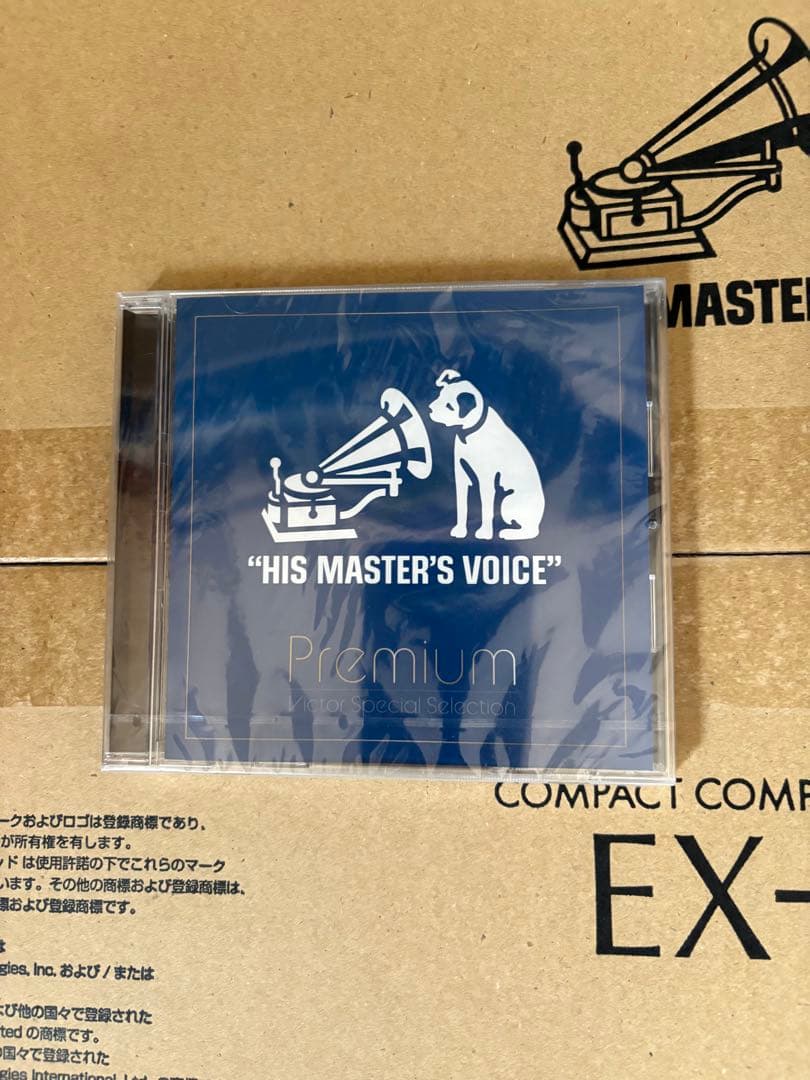 MASTE
"HIS MASTER'S VOICE"
Premium
Victor Special Selection
COMPACT COMP
EX-
ークおよびロゴは登録商標であり、
が所有権を有します。
ッド は使用許諾の下でこれらのマーク
います。その他の商標および登録商標は、
標および登録商標です。
は
gies, Inc. および / または
よび他の国々で登録された
ted の商標です。
の国々で登録された
gies International, Ltd. の商標